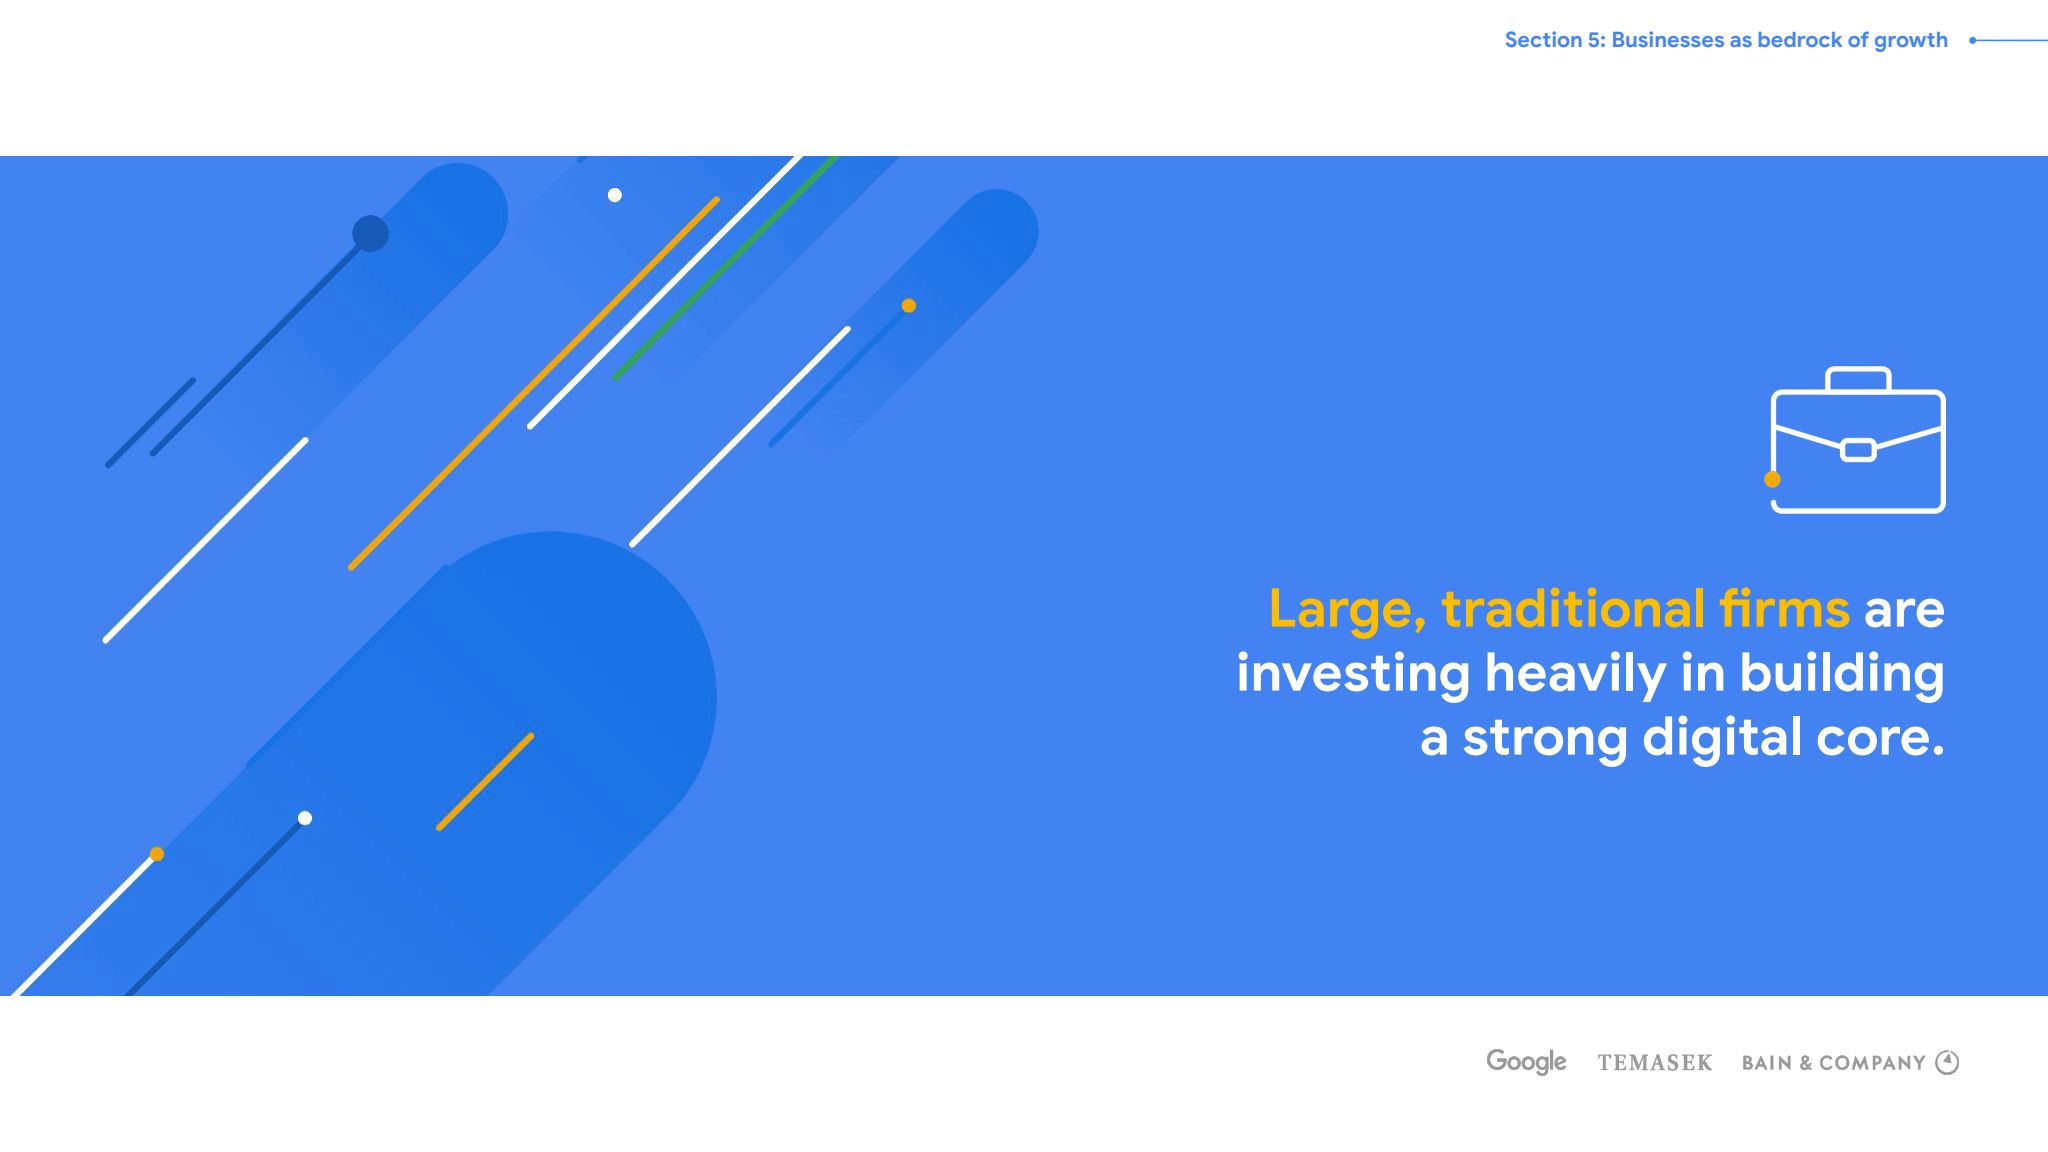 Section 5: Businesses as bedrock of growth
Large, traditional firms are
investing heavily in building
a strong digital core.
Google TEMASEK BAIN & COMPANY